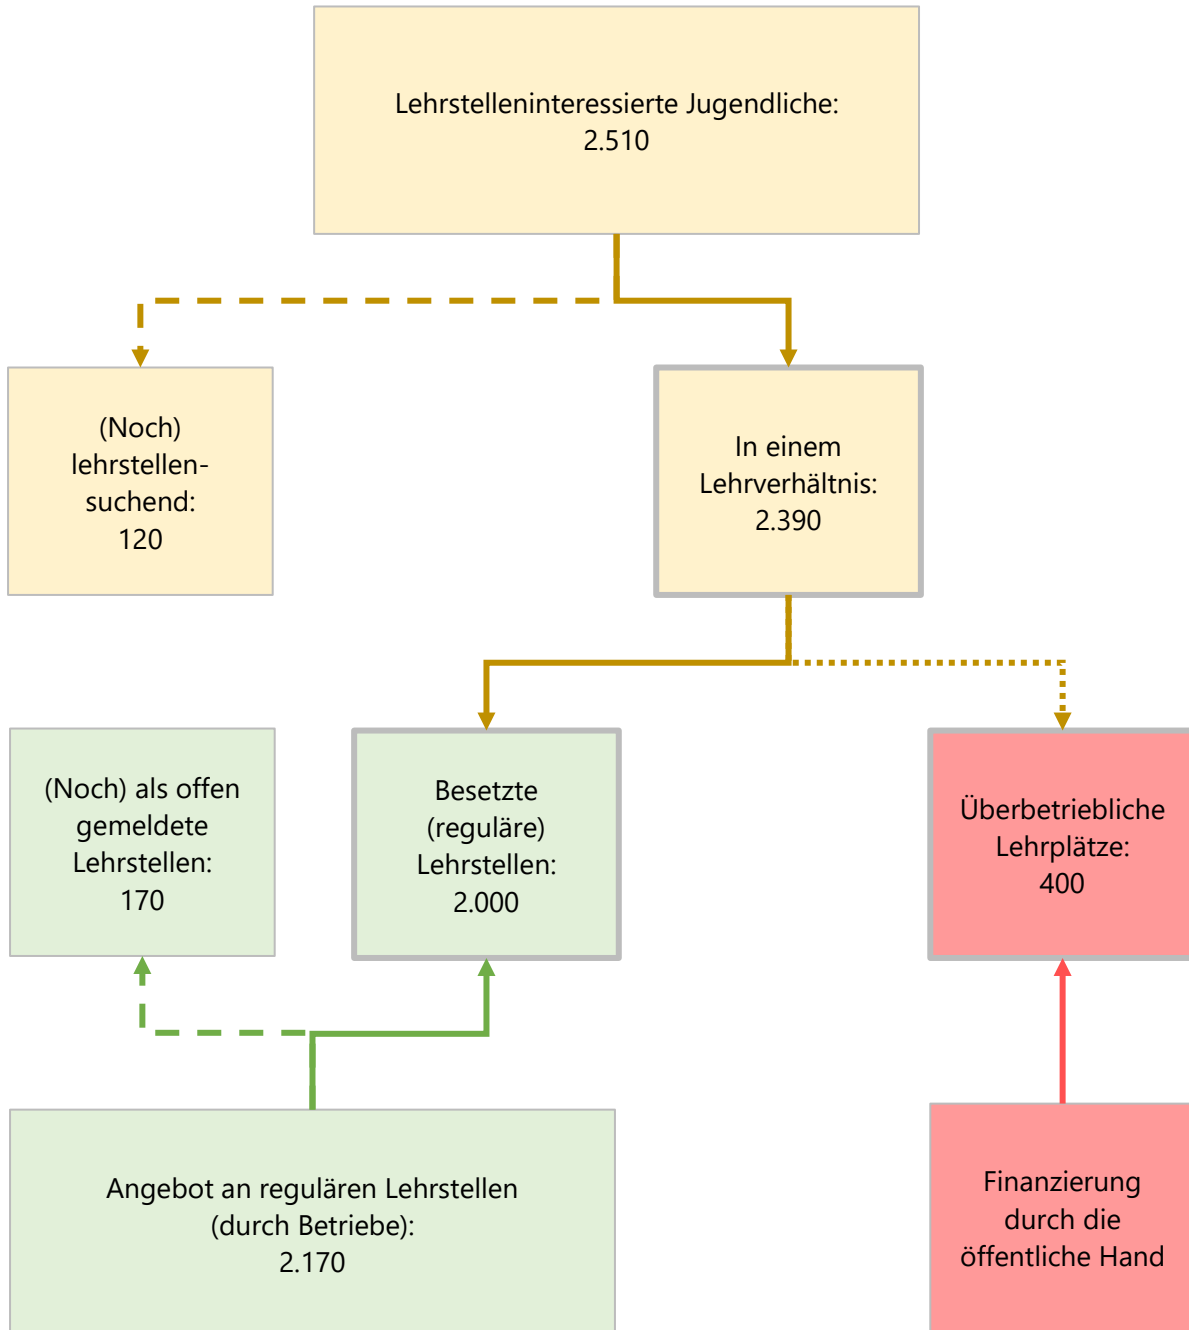 Lehrstelleninteressierte Jugendliche:
2.510
(Noch)
lehrstellen-
suchend:
120
In einem
Lehrverhältnis:
2.390
(Noch) als offen
gemeldete
Lehrstellen:
170
Besetzte
(reguläre)
Lehrstellen:
2.000
Überbetriebliche
Lehrplätze:
400
Angebot an regulären Lehrstellen
(durch Betriebe):
2.170
Finanzierung
durch die
öffentliche Hand